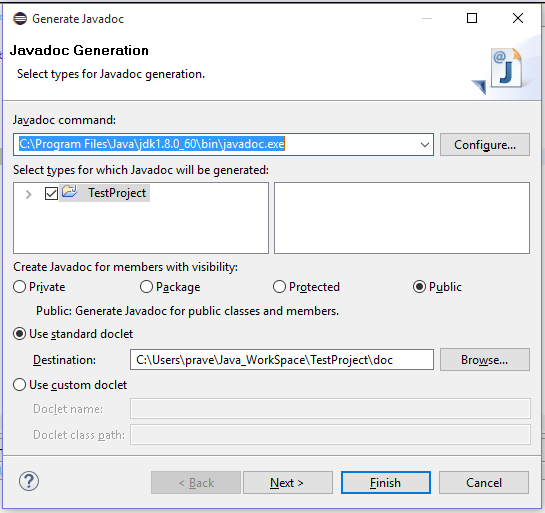 Generate Javadoc
Javadoc Generation
Select types for Javadoc generation.
@
J
Javadoc command:
C:\Program Files\Java\jdk1.8.0_60\bin\javadoc.exe
Configure...
Select types for which Javadoc will be generated:
TestProject
Create Javadoc for members with visibility:
Private
Package
Protected
Public
Public: Generate Javadoc for public classes and members.
Use standard doclet
Destination:
C:\Users\prave\Java_WorkSpace\TestProject\doc
Browse...
Use custom doclet
Doclet name:
Doclet class path:
?
< Back
Next >
Finish
Cancel